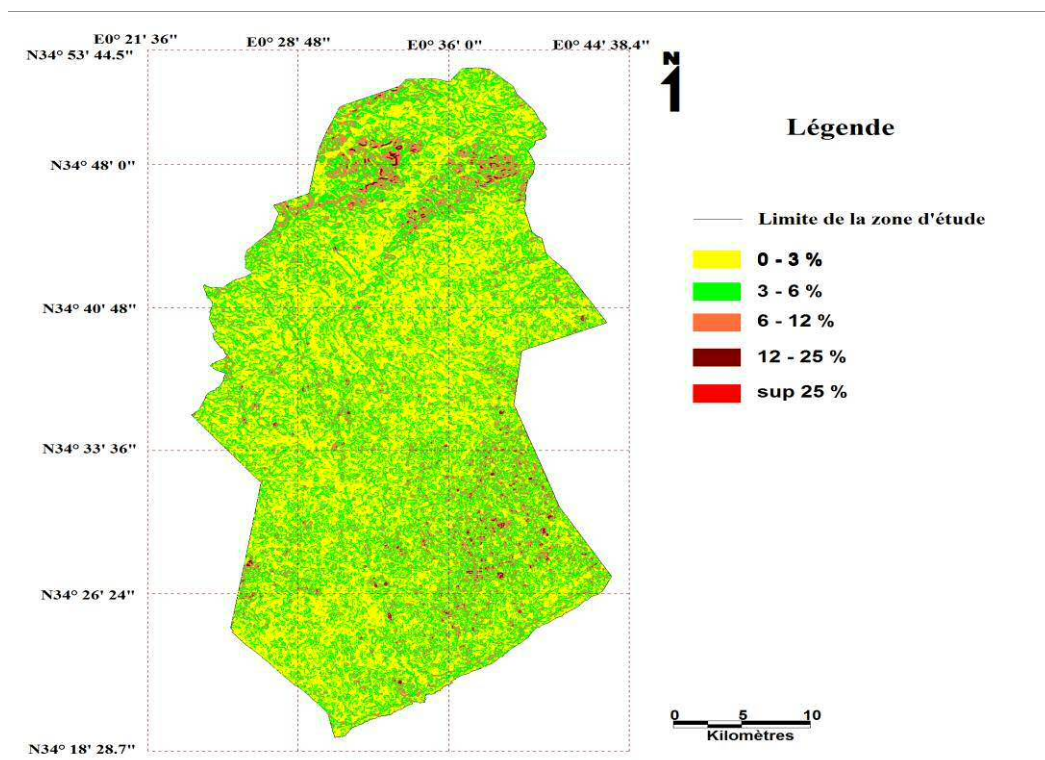 E0° 21' 36"
E0° 28' 48"
E0° 36' 0"
E0° 44' 38.4"
N34° 53' 44.5"
N
Légende
N34° 48' 0"
Limite de la zone d'étude
0 - 3 %
3 - 6 %
N34° 40' 48"
6 - 12 %
12 - 25 %
sup 25 %
N34° 33' 36"
N34° 26' 24"
0 5 10
Kilomètres
N34° 18' 28.7"